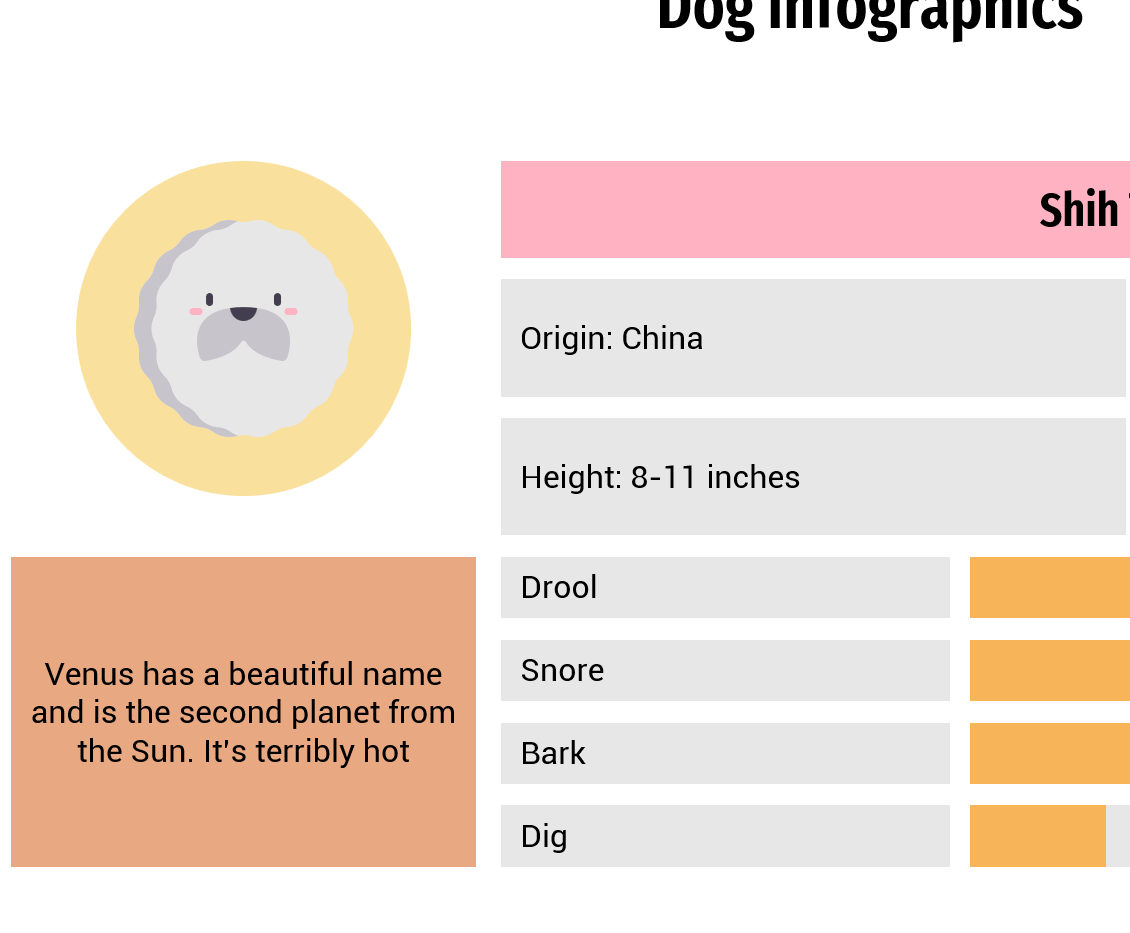 Dog Infographics
Shih
Origin: China
Height: 8-11 inches
Drool
Snore
Bark
Dig
Venus has a beautiful name
and is the second planet from
the Sun. It's terribly hot